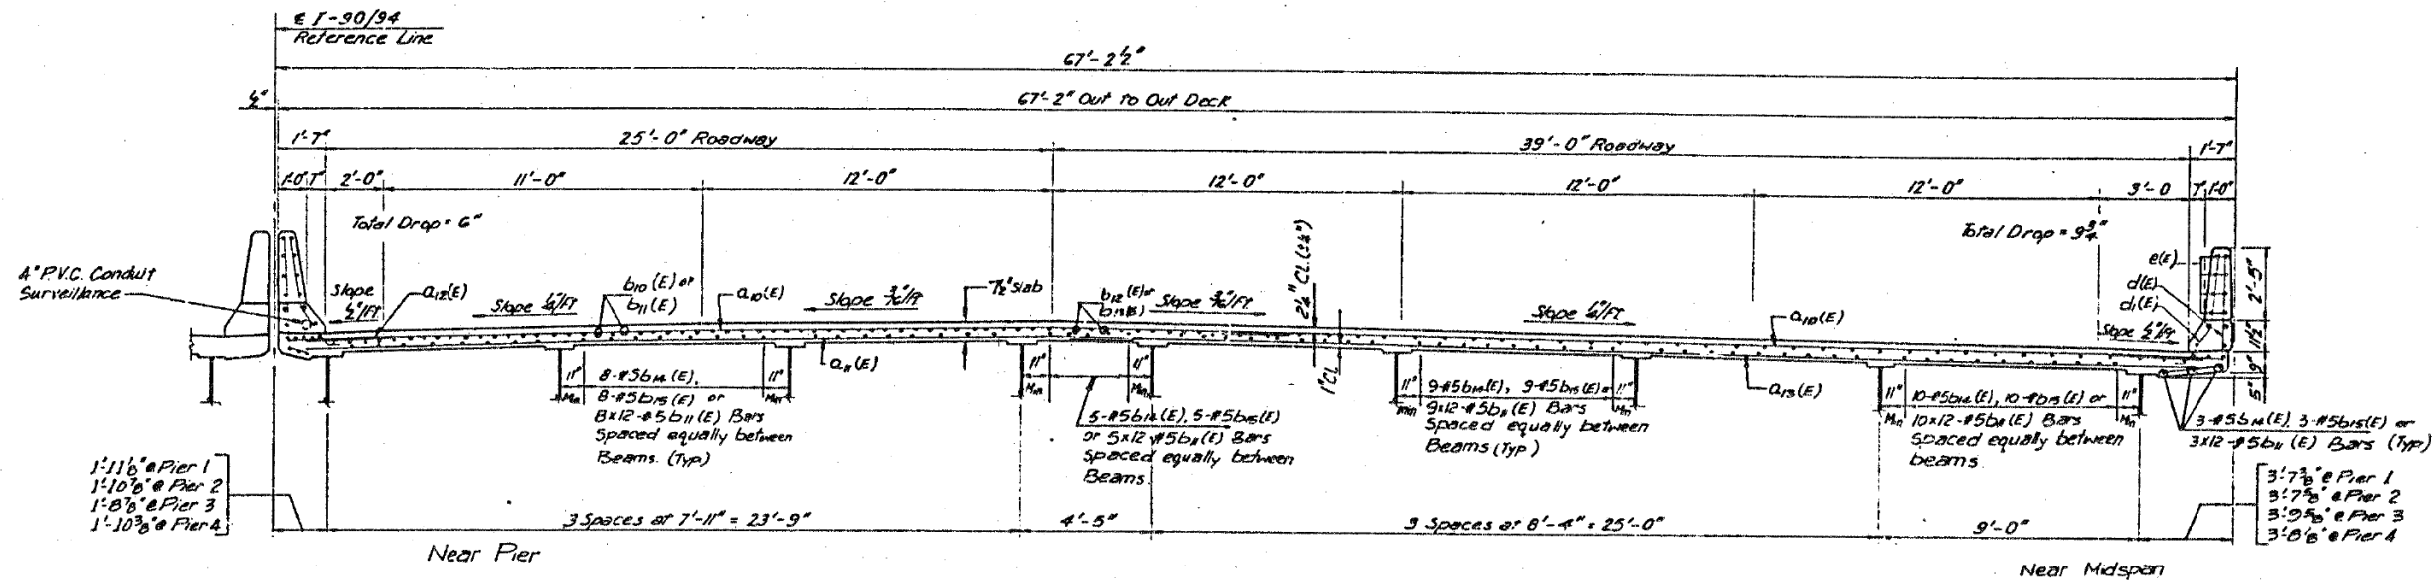 ℄ I-90/94
Reference Line
67'-2½"
½"
67'-2" Out to Out Deck
1'-7"
25'-0" Roadway
39'-0" Roadway
1'-7"
1'-0" 7" 2'-0"
11'-0"
12'-0"
12'-0"
12'-0"
12'-0"
3'-0
7" 1'-0"
Total Drop = 6"
Total Drop = 9¾"
4" P.V.C. Conduit
Surveillance
Slope
½"/Ft
a12(E)
Slope ¼"/Ft
b10(E) or
b11(E)
a10(E)
Slope 3/16"/Ft
7½" Slab
b12(E) or
b13(E)
Slope 3/16"/Ft
2¼" CL. (±¼")
1" CL
Slope ¼"/Ft
a10(E)
Slope ½"/Ft
e(E)
d(E)
d1(E)
2'-5"
11½"
9"
5"
a11(E)
a13(E)
11"
Min
8-#5b14(E),
8-#5b15(E) or
8x12-#5b11(E) Bars
Spaced equally between
Beams. (Typ)
11"
Min
11"
Min
11"
Min
5-#5b14(E), 5-#5b15(E)
or 5x12-#5b11(E) Bars
Spaced equally between
Beams
11"
Min
9-#5b14(E), 9-#5b15(E) or
9x12-#5b11(E) Bars
Spaced equally between
Beams (Typ)
11"
Min
11"
Min
10-#5b14(E), 10-#b15(E) or
10x12-#5b11(E) Bars
Spaced equally between
beams
11"
Min
3-#5b14(E), 3-#5b15(E) or
3x12-#5b11(E) Bars (Typ)
1'-11⅛" @ Pier 1
1'-10⅞" @ Pier 2
1'-8⅞" @ Pier 3
1'-10⅜" @ Pier 4
3 Spaces at 7'-11" = 23'-9"
4'-5"
3 Spaces at 8'-4" = 25'-0"
9'-0"
3'-7⅜" @ Pier 1
3'-7⅝" @ Pier 2
3'-9⅝" @ Pier 3
3'-8⅛" @ Pier 4
Near Pier
Near Midspan